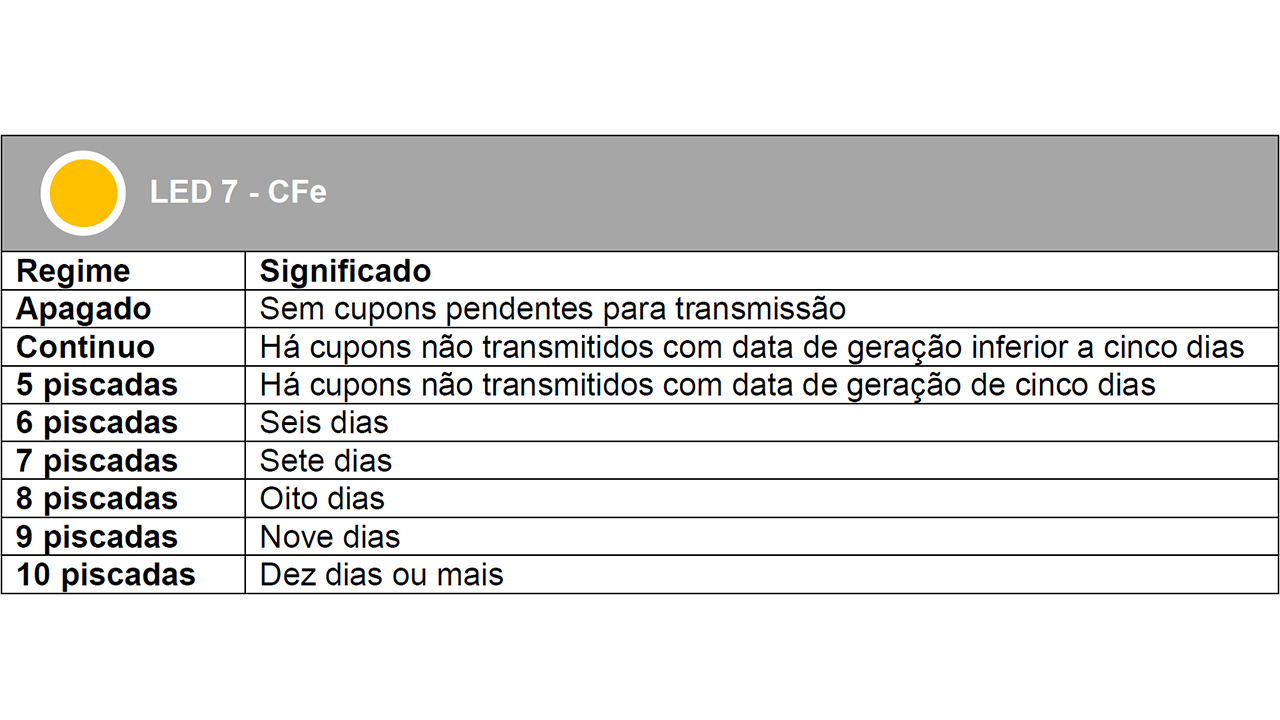 LED 7 - CFe
Regime Significado
Apagado Sem cupons pendentes para transmissão
Continuo Há cupons não transmitidos com data de geração inferior a cinco dias
5 piscadas Há cupons não transmitidos com data de geração de cinco dias
6 piscadas Seis dias
7 piscadas Sete dias
8 piscadas Oito dias
9 piscadas Nove dias
10 piscadas Dez dias ou mais